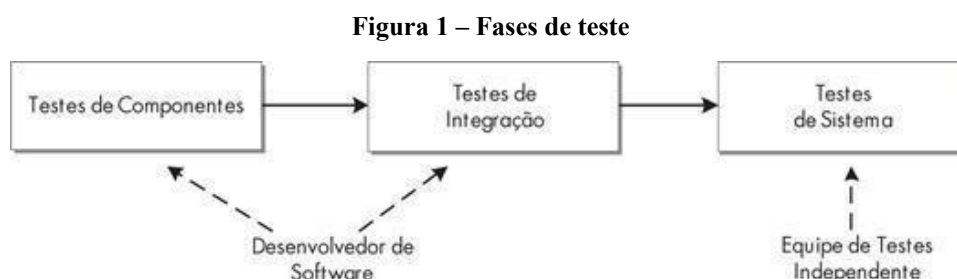 Figura 1 – Fases de teste
Testes de Componentes
Testes de
Integração
Testes
de Sistema
Desenvolvedor de
Software
Equipe de Testes
Independente